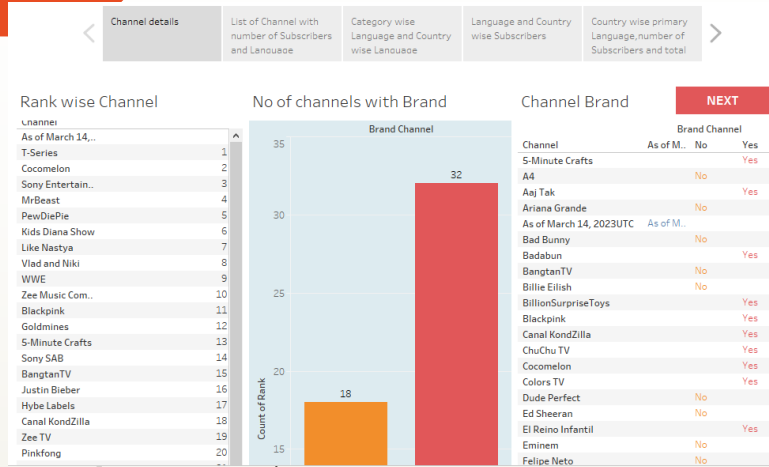 Channel details
List of Channel with
number of Subscribers
and Language
Category wise
Language and Country
wise Language
Language and Country
wise Subscribers
Country wise primary
Language,number of
Subscribers and total
Rank wise Channel
No of channels with Brand
Channel Brand
NEXT
Channel
As of March 14,..
T-Series 1
Cocomelon 2
Sony Entertain.. 3
MrBeast 4
PewDiePie 5
Kids Diana Show 6
Like Nastya 7
Vlad and Niki 8
WWE 9
Zee Music Com.. 10
Blackpink 11
Goldmines 12
5-Minute Crafts 13
Sony SAB 14
BangtanTV 15
Justin Bieber 16
Hybe Labels 17
Canal KondZilla 18
Zee TV 19
Pinkfong 20
Brand Channel
35
30
25
20
15
Count of Rank
18
32
Brand Channel
Channel As of M.. No Yes
5-Minute Crafts Yes
A4 No
Aaj Tak Yes
Ariana Grande No
As of March 14, 2023UTC As of M..
Bad Bunny No
Badabun Yes
BangtanTV No
Billie Eilish No
BillionSurpriseToys Yes
Blackpink Yes
Canal KondZilla Yes
ChuChu TV Yes
Cocomelon Yes
Colors TV Yes
Dude Perfect No
Ed Sheeran No
El Reino Infantil Yes
Eminem No
Felipe Neto No